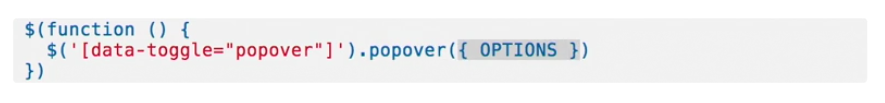 $(function () {
  $('[data-toggle="popover"]').popover({ OPTIONS })
})